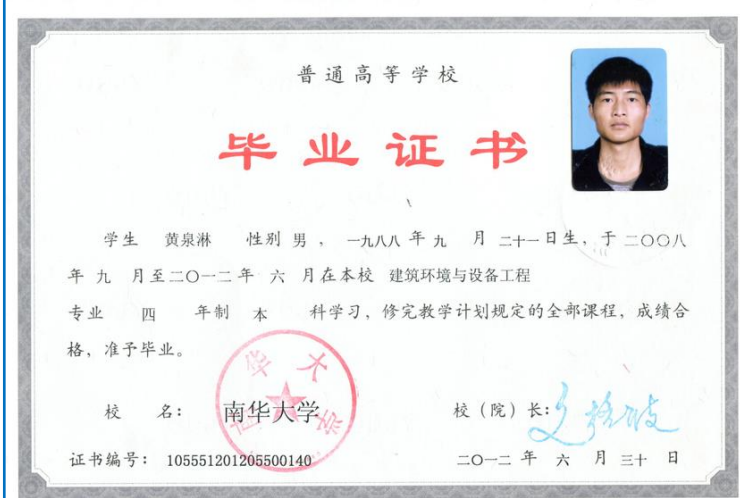 普通高等学校
毕业证书
学生 黄泉淋 性别 男 , 一九八八 年 九 月 二十一 日生, 于 二〇〇八
年 九 月至二〇一二 年 六 月在本校 建筑环境与设备工程
专业 四 年制 本 科学习, 修完教学计划规定的全部课程, 成绩合
格, 准予毕业。
校 名: 南华大学
校 (院) 长:
证书编号: 105551201205500140
二〇一二 年 六 月 三十 日